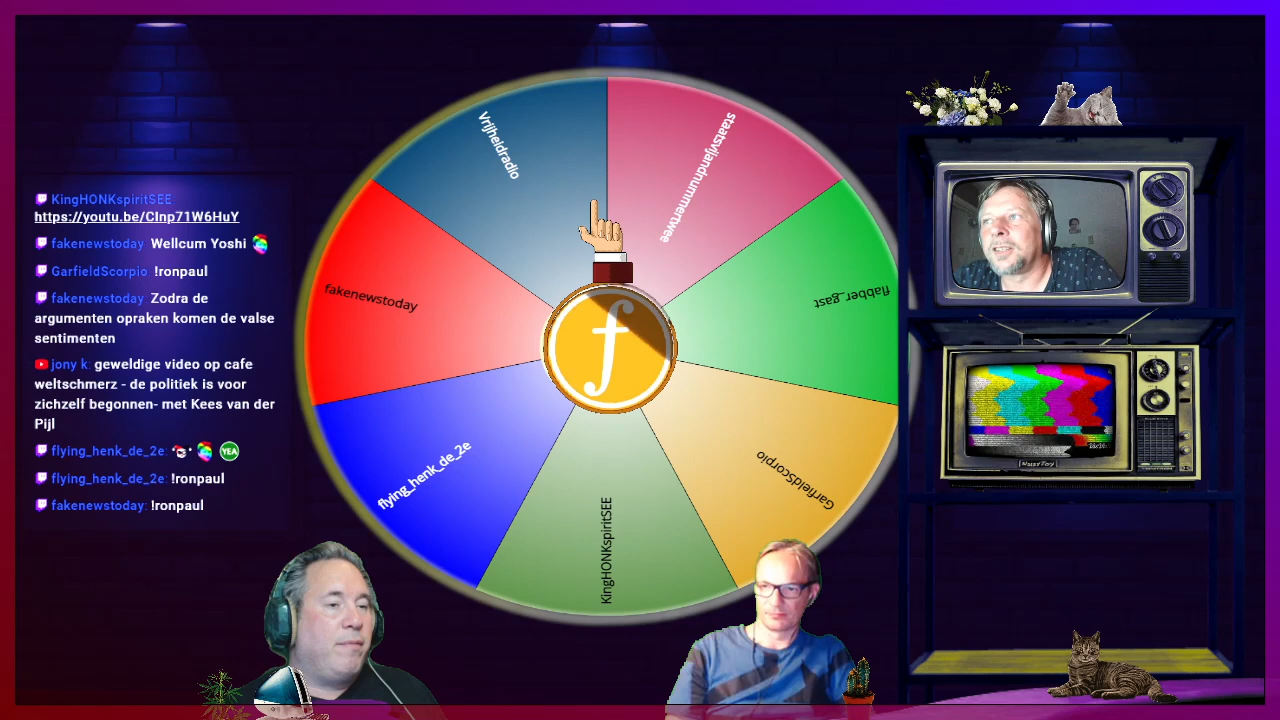 KingHONKspiritSEE
https://youtu.be/CInp71W6HuY
fakenewstoday: Wellcum Yoshi
GarfieldScorpio: !ronpaul
fakenewstoday: Zodra de
argumenten opraken komen de valse
sentimenten
jony k: geweldige video op cafe
weltschmerz - de politiek is voor
zichzelf begonnen- met Kees van der
Pijl
flying_henk_de_2e: YEA
flying_henk_de_2e: !ronpaul
fakenewstoday: !ronpaul
Vrijheidradio
staatsvijandnummertwee
fakenewstoday
flabber_gast
flying_henk_de_2e
KingHONKspiritSEE
GarfieldScorpio
f